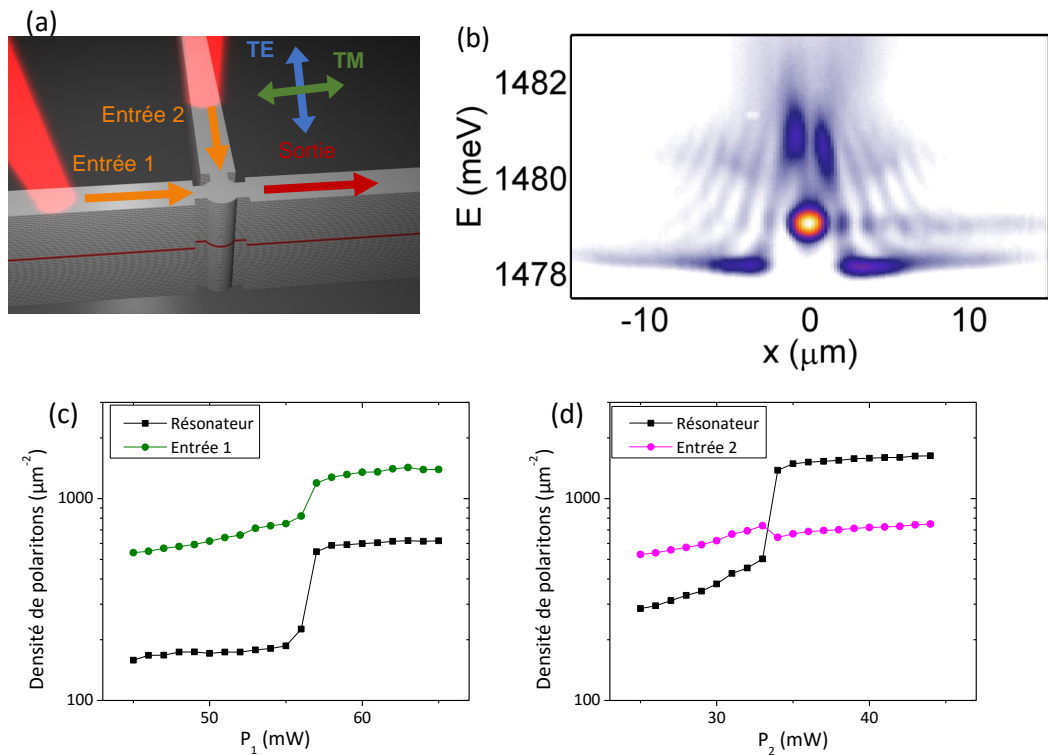 (a)
TE
TM
Entrée 2
Entrée 1
Sortie
(b)
E (meV)
1482
1480
1478
-10 0 10
x (μm)
(c)
Résonateur
Entrée 1
Densité de polaritons (µm⁻²)
1000
100
50 60
P₁ (mW)
(d)
Résonateur
Entrée 2
Densité de polaritons (µm⁻²)
1000
100
30 40
P₂ (mW)